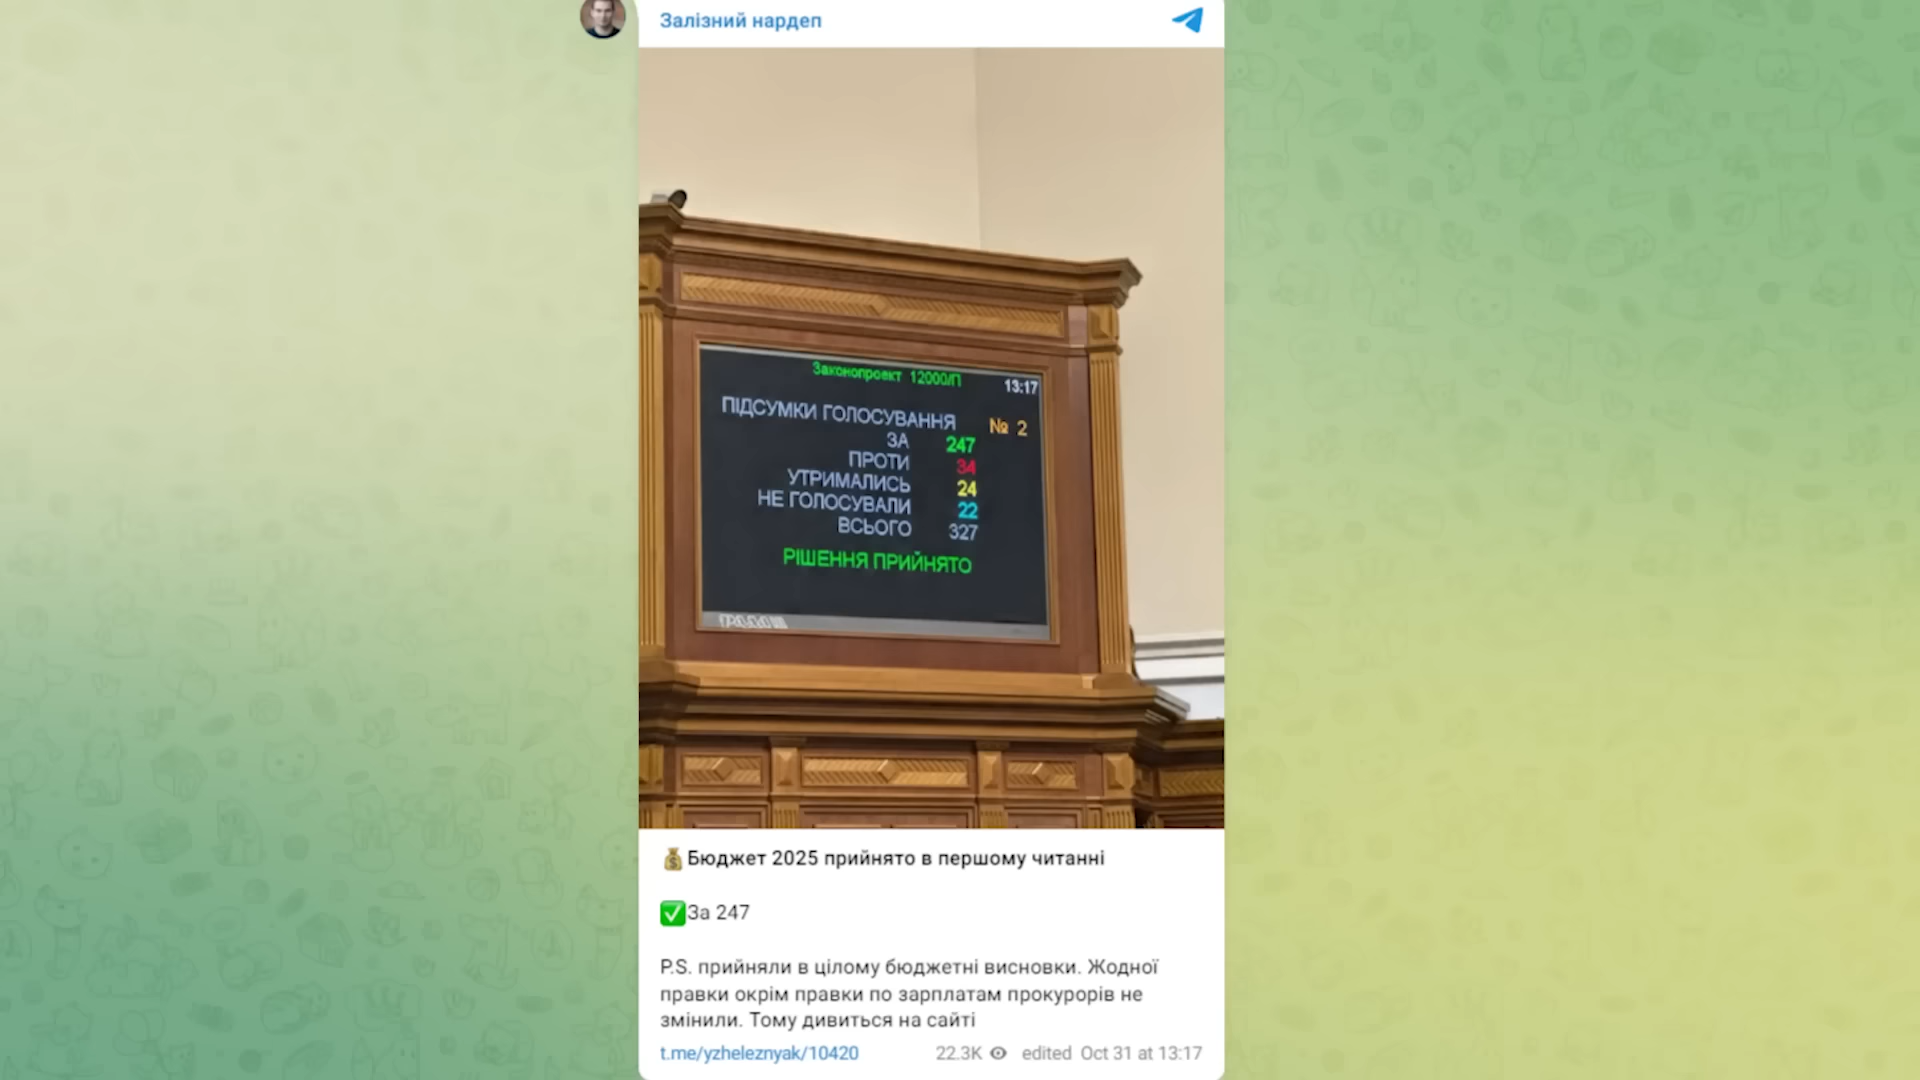 Залізний нардеп
Законопроект 12000/П
13:17
ПІДСУМКИ ГОЛОСУВАННЯ № 2
ЗА 247
ПРОТИ 34
УТРИМАЛИСЬ 24
НЕ ГОЛОСУВАЛИ 22
ВСЬОГО 327
РІШЕННЯ ПРИЙНЯТО
Бюджет 2025 прийнято в першому читанні
За 247
P.S. прийняли в цілому бюджетні висновки. Жодної
правки окрім правки по зарплатам прокурорів не
змінили. Тому дивиться на сайті
t.me/yzheleznyak/10420 22.3K edited Oct 31 at 13:17